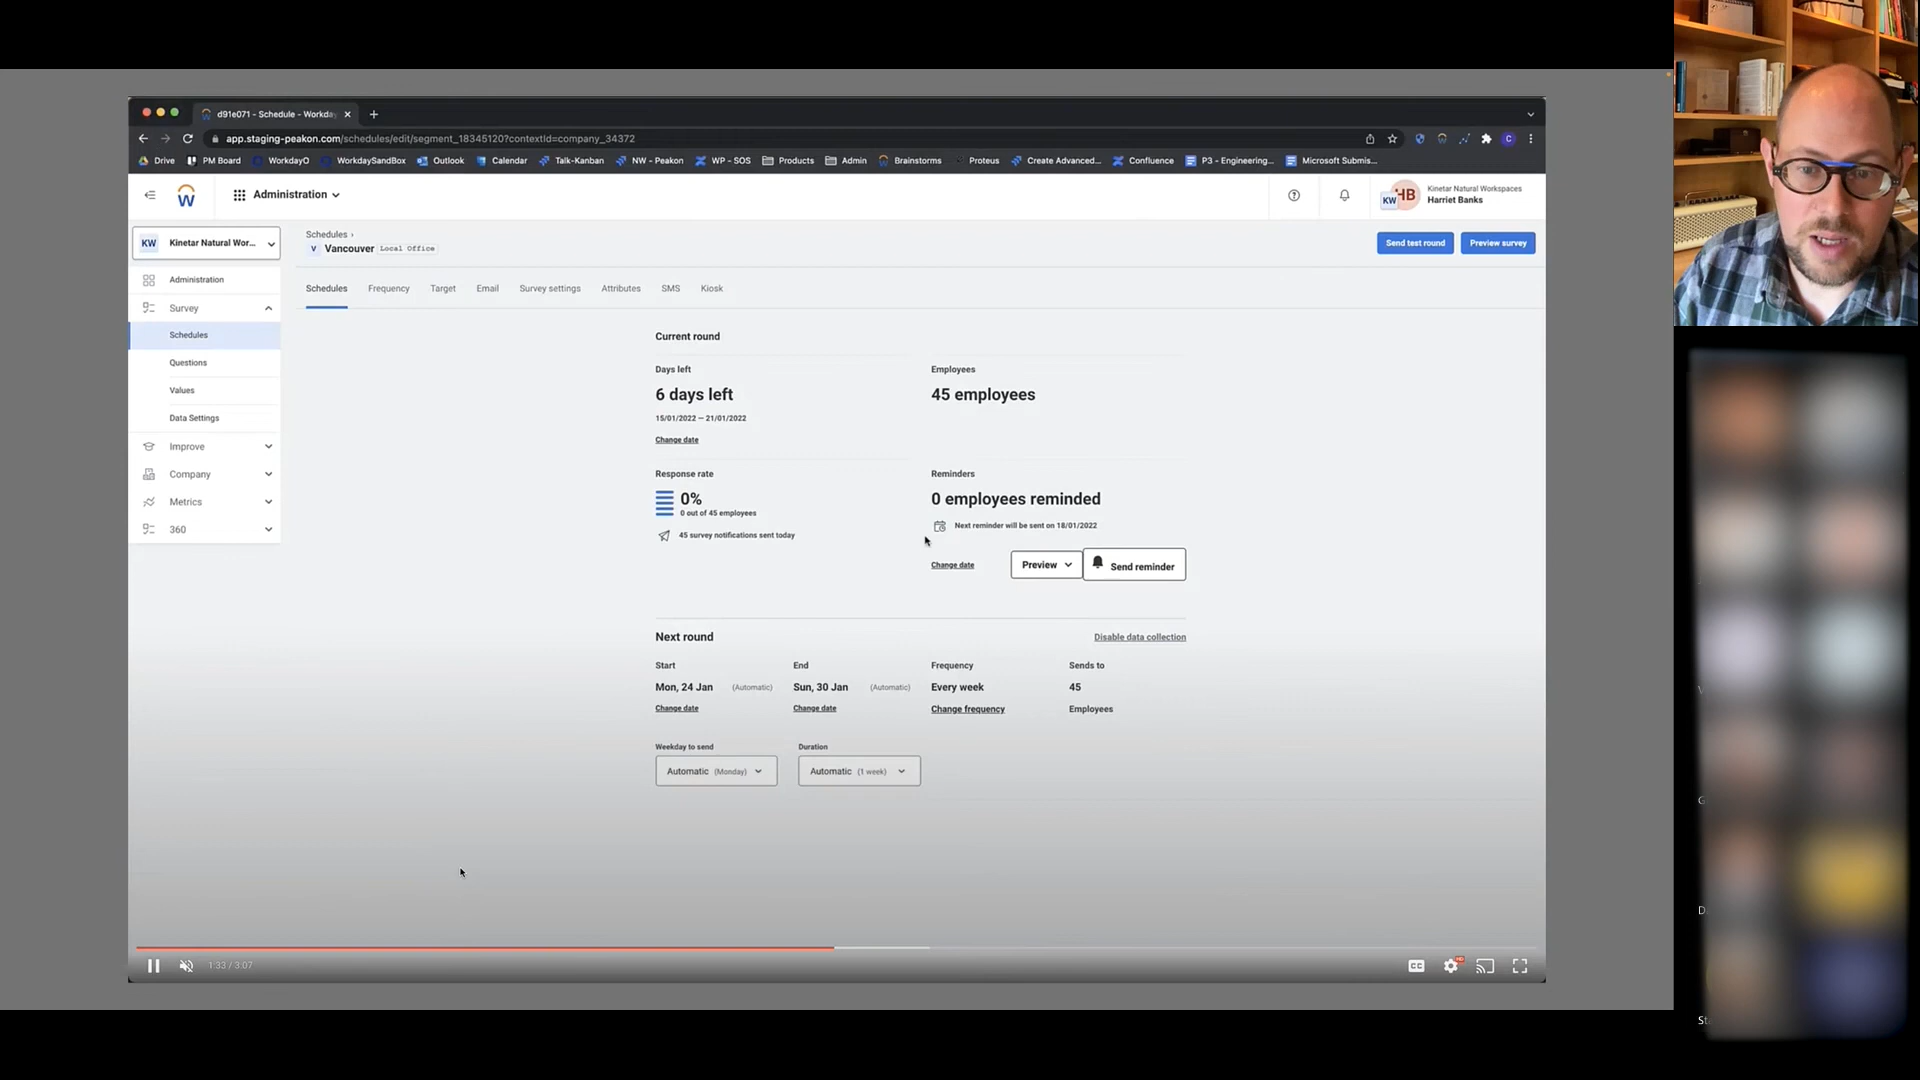 d91e071 - Schedule - Workda
app.staging-peakon.com/schedules/edit/segment_18345120?contextId=company_34372
Drive PM Board WorkdayO WorkdaySandBox Outlook Calendar Talk-Kanban NW - Peakon WP - SOS Products Admin Brainstorms Proteus Create Advanced... Confluence P3 - Engineering... Microsoft Submis...
Administration
Kinetar Natural Workspaces
KW HB Harriet Banks
KW Kinetar Natural Wor...
Schedules ›
V Vancouver Local Office
Send test round Preview survey
Administration
Survey
Schedules
Questions
Values
Data Settings
Improve
Company
Metrics
360
Schedules Frequency Target Email Survey settings Attributes SMS Kiosk
Current round
Days left
6 days left
15/01/2022 – 21/01/2022
Change date
Employees
45 employees
Response rate
0%
0 out of 45 employees
45 survey notifications sent today
Reminders
0 employees reminded
Next reminder will be sent on 18/01/2022
Change date Preview Send reminder
Next round Disable data collection
Start End Frequency Sends to
Mon, 24 Jan (Automatic) Sun, 30 Jan (Automatic) Every week 45
Change date Change date Change frequency Employees
Weekday to send Duration
Automatic (Monday) Automatic (1 week)
1:33 / 3:07
CC HD